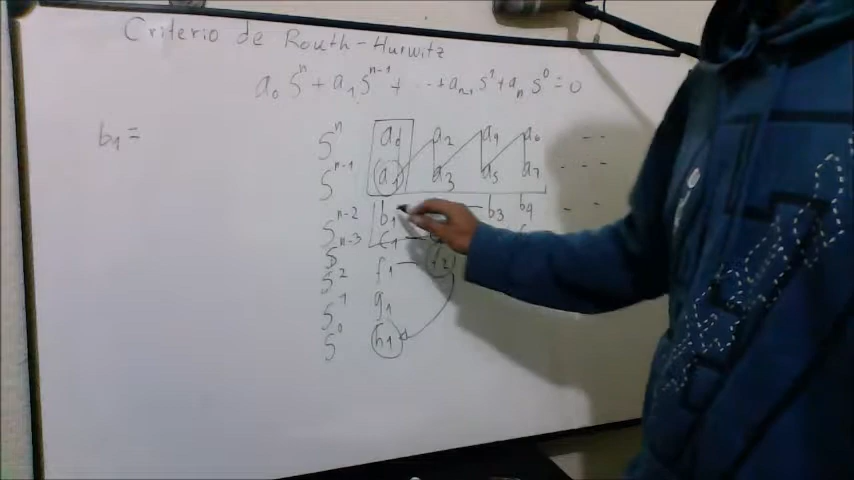 Criterio de Routh-Hurwitz
a₀ Sⁿ + a₁ Sⁿ⁻¹ + ··· + aₙ₋₁ S¹ + aₙ S⁰ = 0
b₁ =
Sⁿ a₀ a₂ a₄ a₆ ---
Sⁿ⁻¹ a₁ a₃ a₅ a₇ ---
Sⁿ⁻² b₁ b₃ b₄ ---
Sⁿ⁻³ c₁
S² f₁ f₂
S¹ g₁
S⁰ h₁